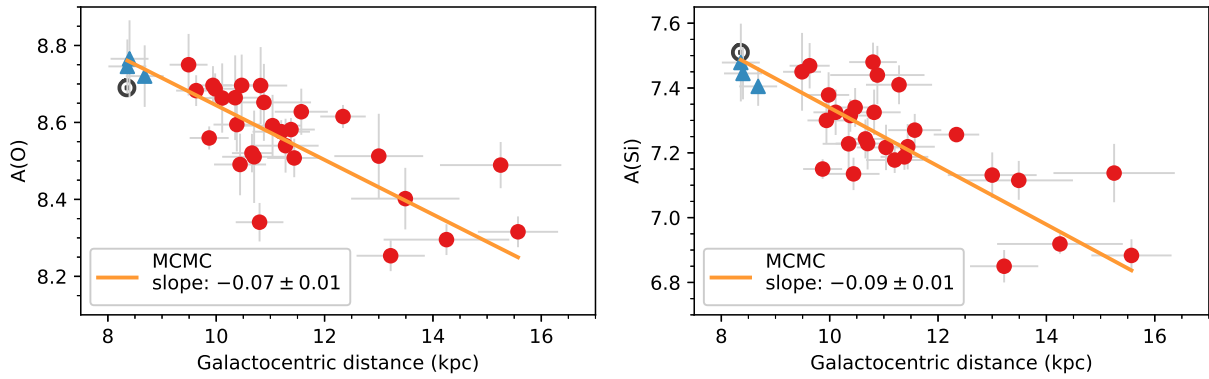 A(O)
8.8
8.6
8.4
8.2
MCMC
slope: −0.07 ± 0.01
8 10 12 14 16
Galactocentric distance (kpc)
A(Si)
7.6
7.4
7.2
7.0
6.8
MCMC
slope: −0.09 ± 0.01
8 10 12 14 16
Galactocentric distance (kpc)